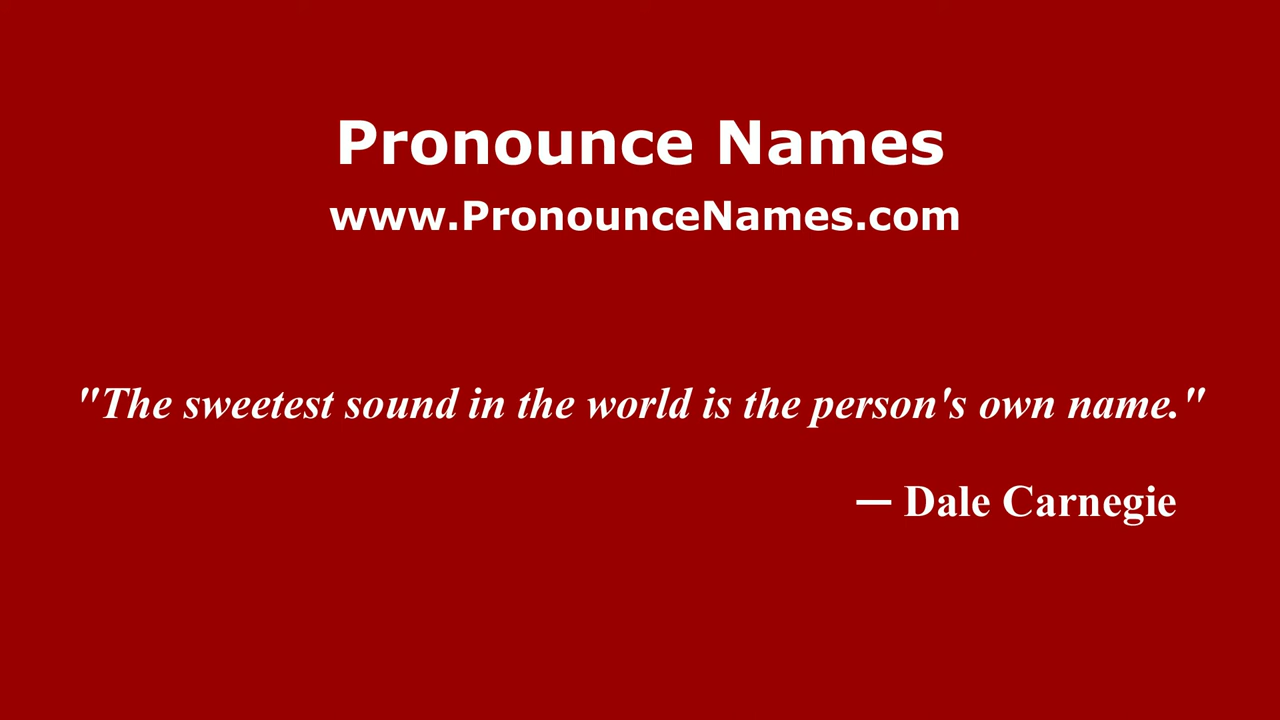 Pronounce Names
www.PronounceNames.com
"The sweetest sound in the world is the person's own name."
— Dale Carnegie